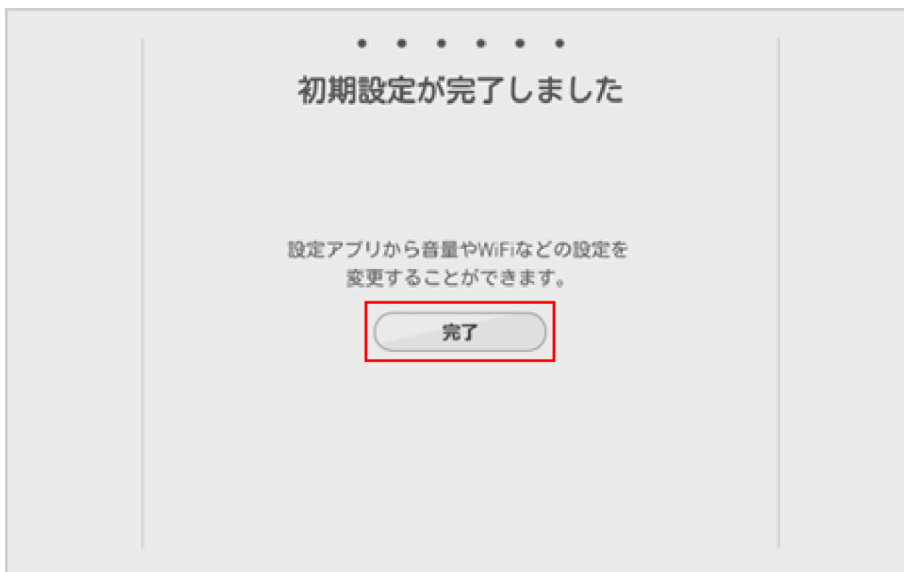 初期設定が完了しました
設定アプリから音量やWiFiなどの設定を
変更することができます。
完了